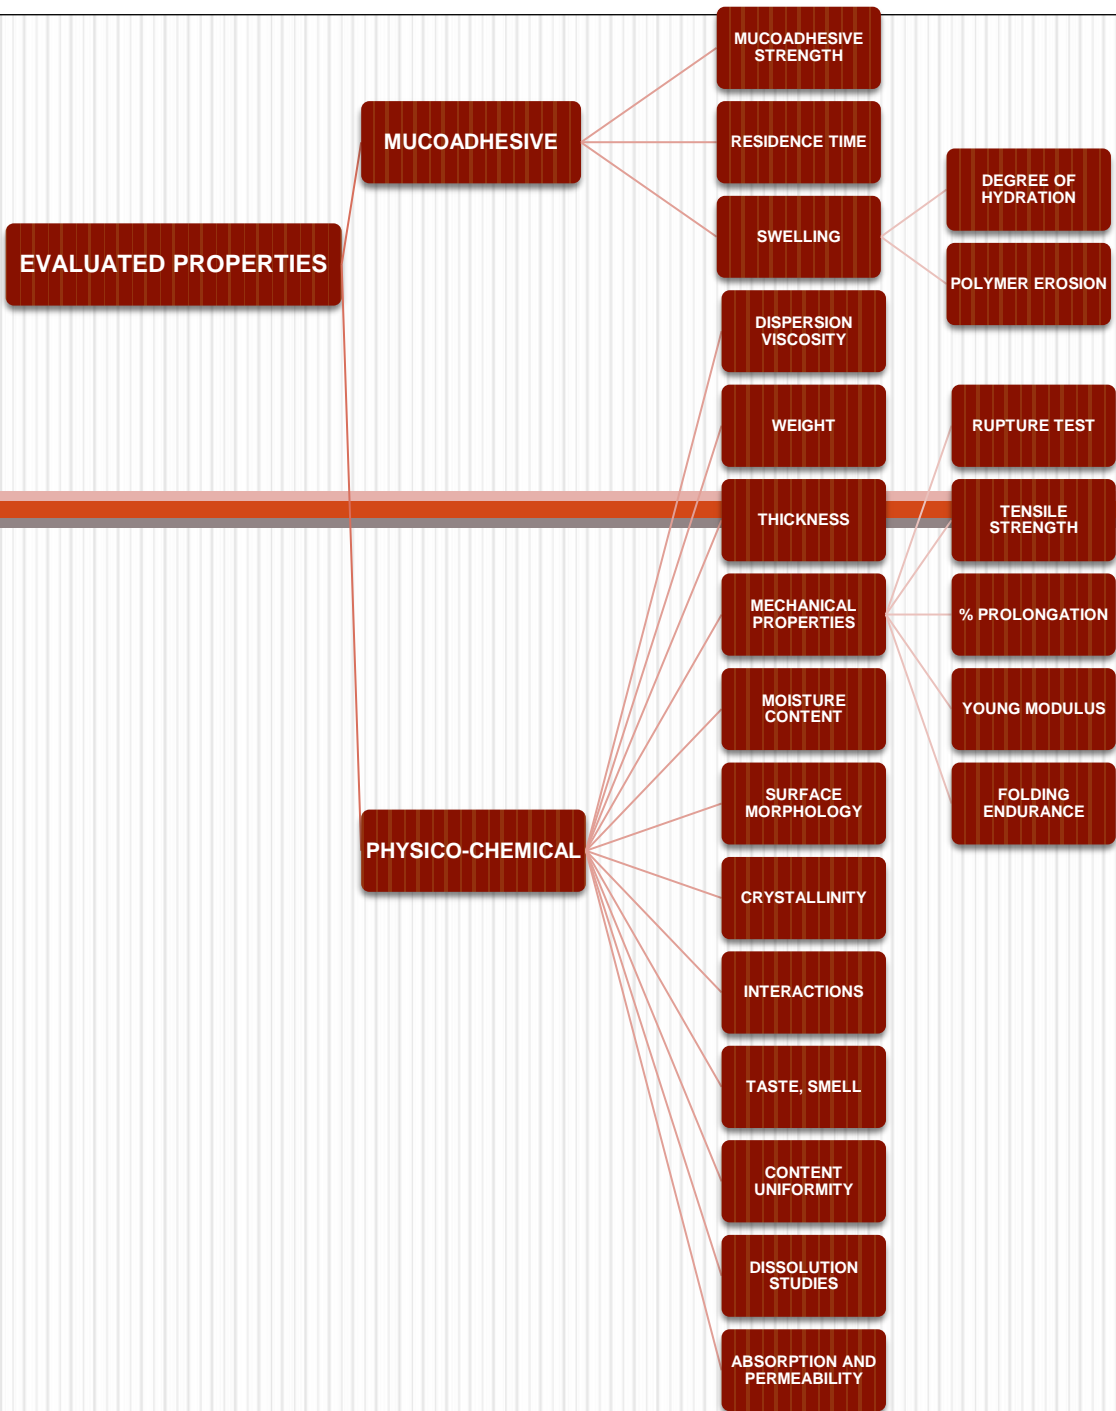 EVALUATED PROPERTIES
MUCOADHESIVE
MUCOADHESIVE
STRENGTH
RESIDENCE TIME
SWELLING
DEGREE OF
HYDRATION
POLYMER EROSION
PHYSICO-CHEMICAL
DISPERSION
VISCOSITY
WEIGHT
THICKNESS
MECHANICAL
PROPERTIES
RUPTURE TEST
TENSILE
STRENGTH
% PROLONGATION
YOUNG MODULUS
FOLDING
ENDURANCE
MOISTURE
CONTENT
SURFACE
MORPHOLOGY
CRYSTALLINITY
INTERACTIONS
TASTE, SMELL
CONTENT
UNIFORMITY
DISSOLUTION
STUDIES
ABSORPTION AND
PERMEABILITY